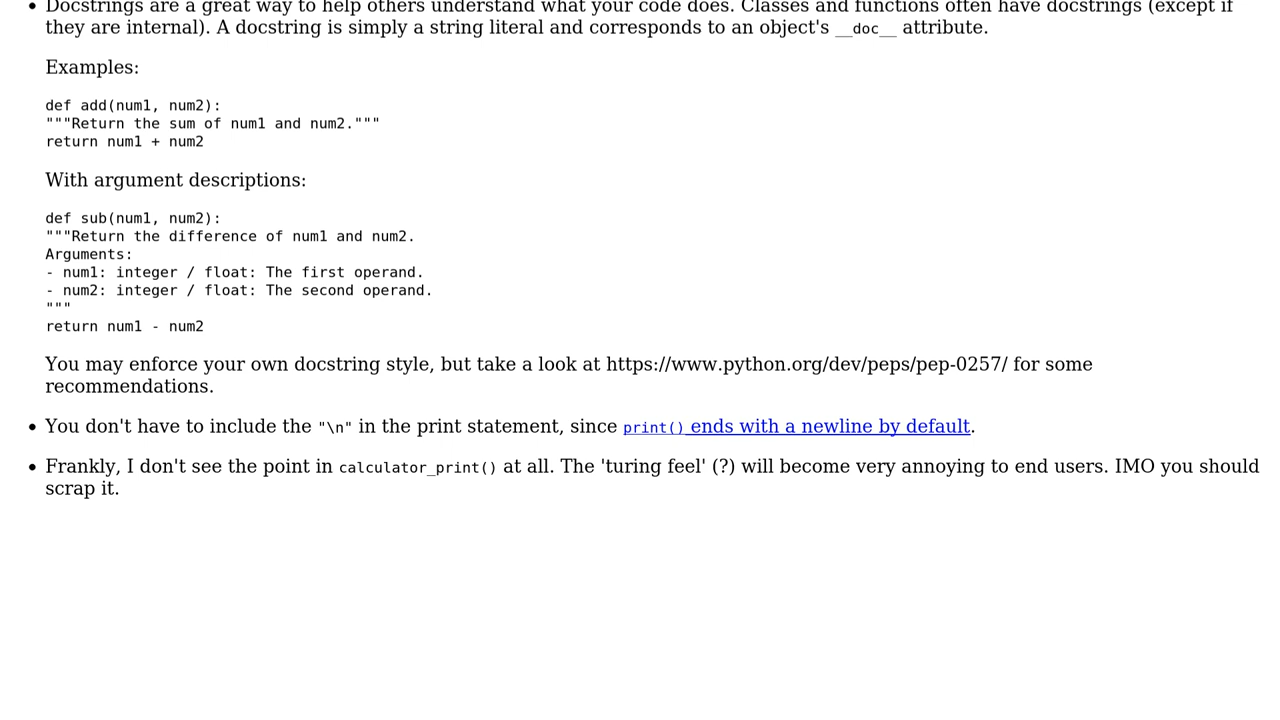 Docstrings are a great way to help others understand what your code does. Classes and functions often have docstrings (except if
they are internal). A docstring is simply a string literal and corresponds to an object's __doc__ attribute.
Examples:
def add(num1, num2):
"""Return the sum of num1 and num2."""
return num1 + num2
With argument descriptions:
def sub(num1, num2):
"""Return the difference of num1 and num2.
Arguments:
- num1: integer / float: The first operand.
- num2: integer / float: The second operand.
"""
return num1 - num2
You may enforce your own docstring style, but take a look at https://www.python.org/dev/peps/pep-0257/ for some
recommendations.
You don't have to include the "\n" in the print statement, since print() ends with a newline by default.
Frankly, I don't see the point in calculator_print() at all. The 'turing feel' (?) will become very annoying to end users. IMO you should
scrap it.